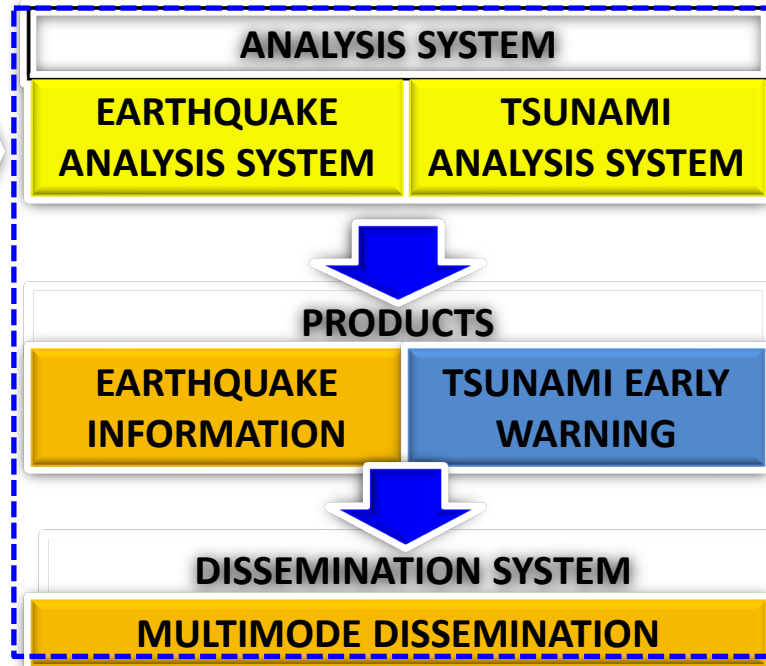 ANALYSIS SYSTEM
EARTHQUAKE
ANALYSIS SYSTEM
TSUNAMI
ANALYSIS SYSTEM
PRODUCTS
EARTHQUAKE
INFORMATION
TSUNAMI EARLY
WARNING
DISSEMINATION SYSTEM
MULTIMODE DISSEMINATION